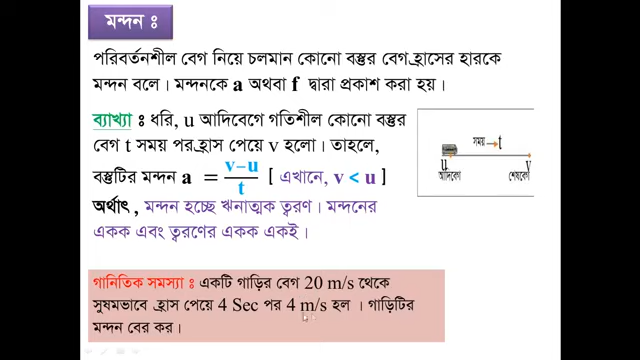 মন্দন ঃ
পরিবর্তনশীল বেগ নিয়ে চলমান কোনো বস্তুর বেগ হ্রাসের হারকে
মন্দন বলে। মন্দনকে a অথবা f দ্বারা প্রকাশ করা হয়।
ব্যাখ্যা ঃ ধরি, u আদিবেগে গতিশীল কোনো বস্তুর
বেগ t সময় পর হ্রাস পেয়ে v হলো। তাহলে,
বস্তুটির মন্দন a = v–u/t [ এখানে, v < u ]
অর্থাৎ , মন্দন হচ্ছে ঋনাত্মক ত্বরণ। মন্দনের
একক এবং ত্বরণের একক একই।
সময় t
u v
আদিবেগ শেষবেগ
গানিতিক সমস্যা ঃ একটি গাড়ির বেগ 20 m/s থেকে
সুষমভাবে হ্রাস পেয়ে 4 Sec পর 4 m/s হল । গাড়িটির
মন্দন বের কর।